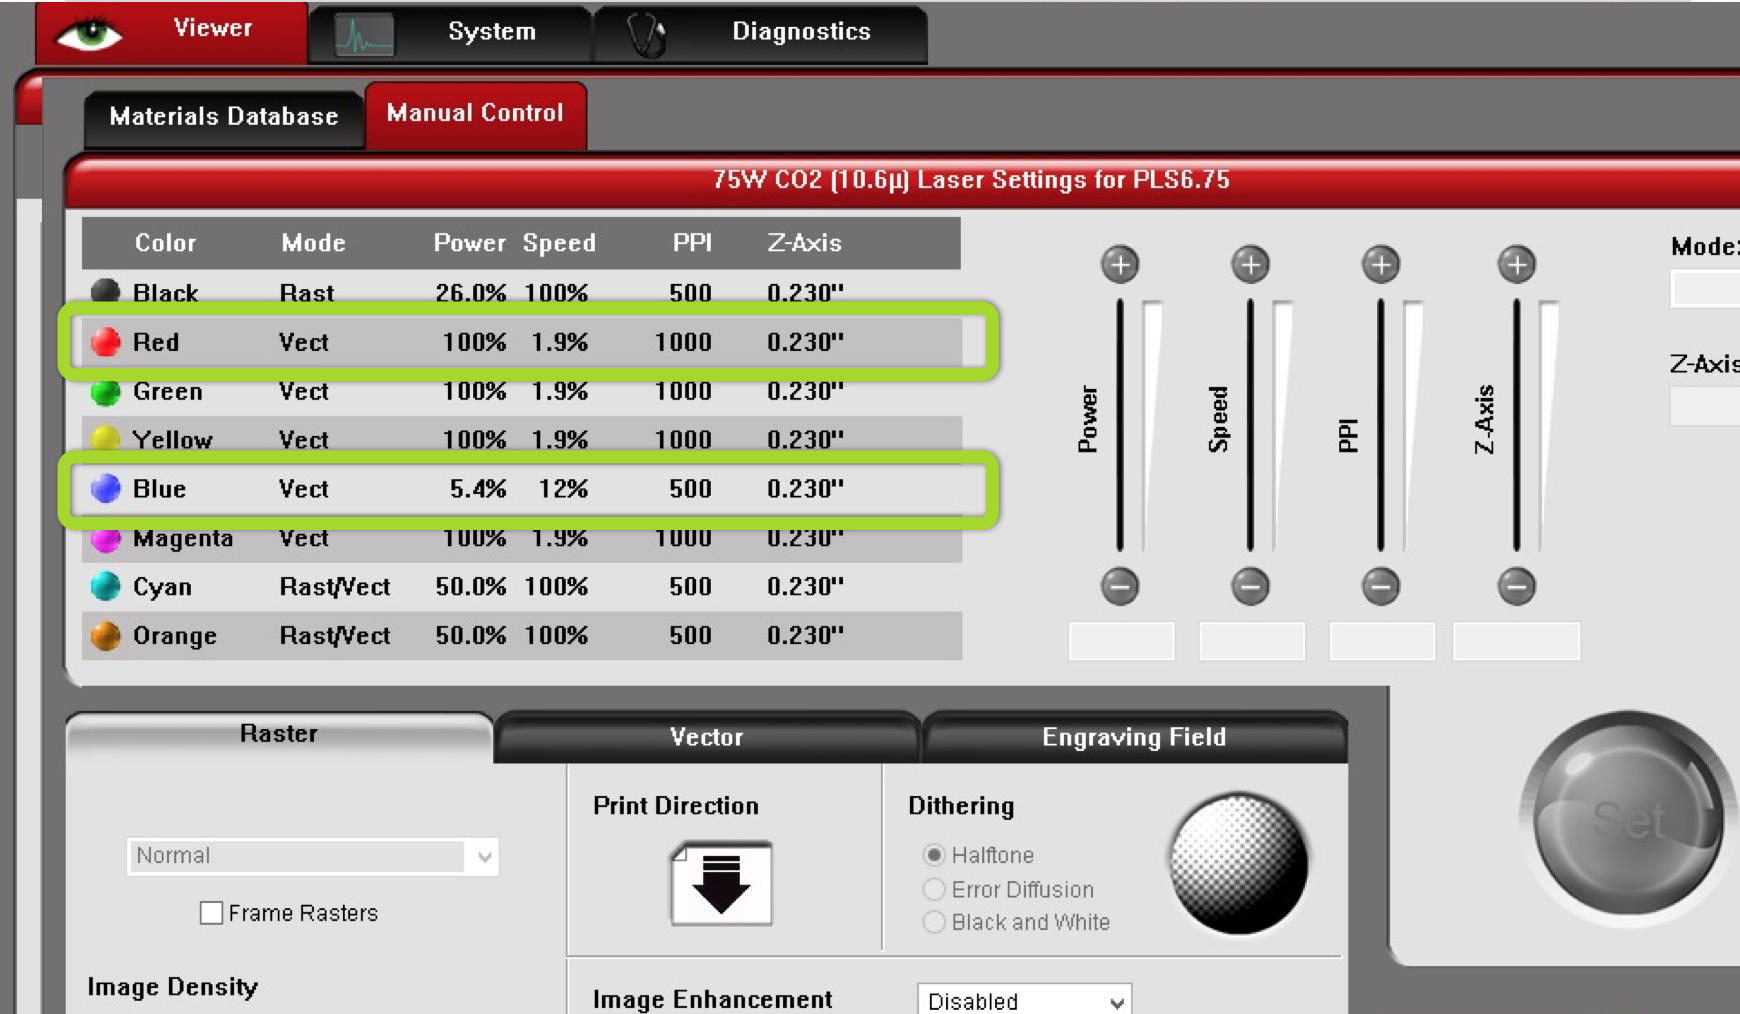 Viewer System Diagnostics
Materials Database Manual Control
75W CO2 (10.6µ) Laser Settings for PLS6.75
Color Mode Power Speed PPI Z-Axis
Black Rast 26.0% 100% 500 0.230"
Red Vect 100% 1.9% 1000 0.230"
Green Vect 100% 1.9% 1000 0.230"
Yellow Vect 100% 1.9% 1000 0.230"
Blue Vect 5.4% 12% 500 0.230"
Magenta Vect 100% 1.9% 1000 0.230"
Cyan Rast/Vect 50.0% 100% 500 0.230"
Orange Rast/Vect 50.0% 100% 500 0.230"
Power
Speed
PPI
Z-Axis
Mode:
Z-Axis
Set
Raster Vector Engraving Field
Normal
Frame Rasters
Image Density
Print Direction
Dithering
Halftone
Error Diffusion
Black and White
Image Enhancement Disabled